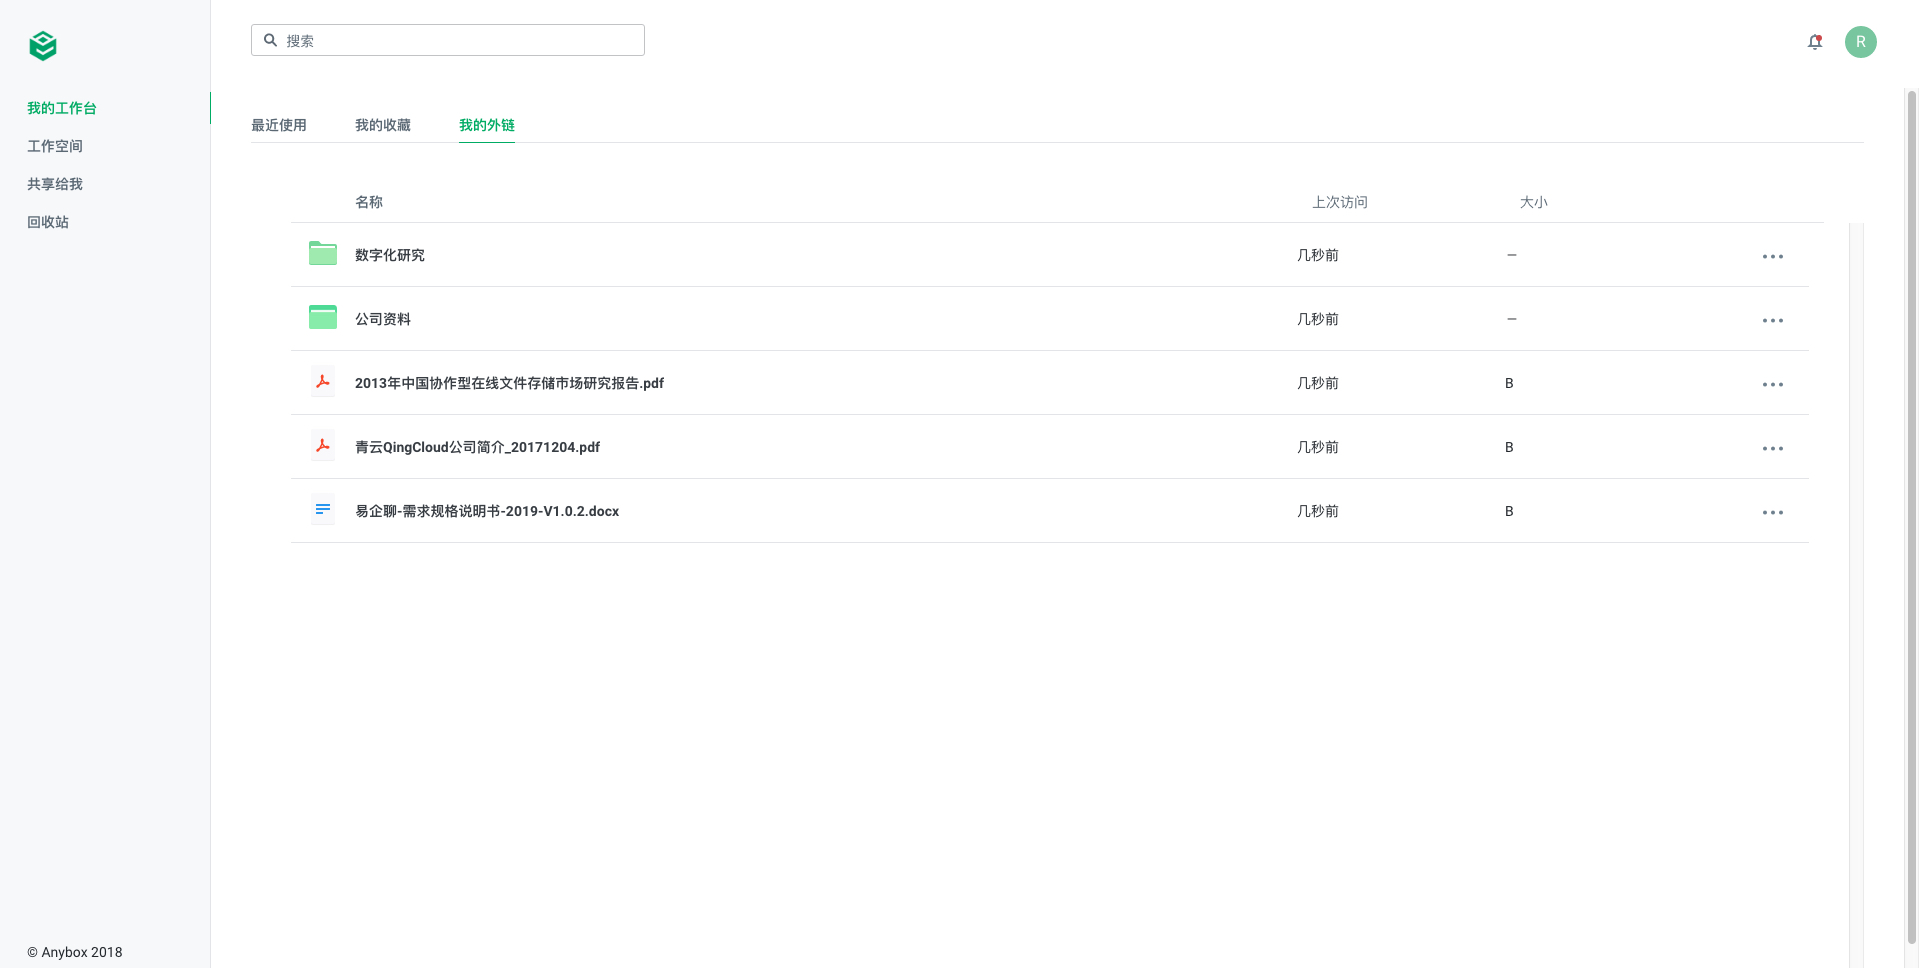 搜索
R
我的工作台
工作空间
共享给我
回收站
最近使用 我的收藏 我的外链
名称 上次访问 大小
数字化研究 几秒前 –
公司资料 几秒前 –
2013年中国协作型在线文件存储市场研究报告.pdf 几秒前 B
青云QingCloud公司简介_20171204.pdf 几秒前 B
易企聊-需求规格说明书-2019-V1.0.2.docx 几秒前 B
© Anybox 2018